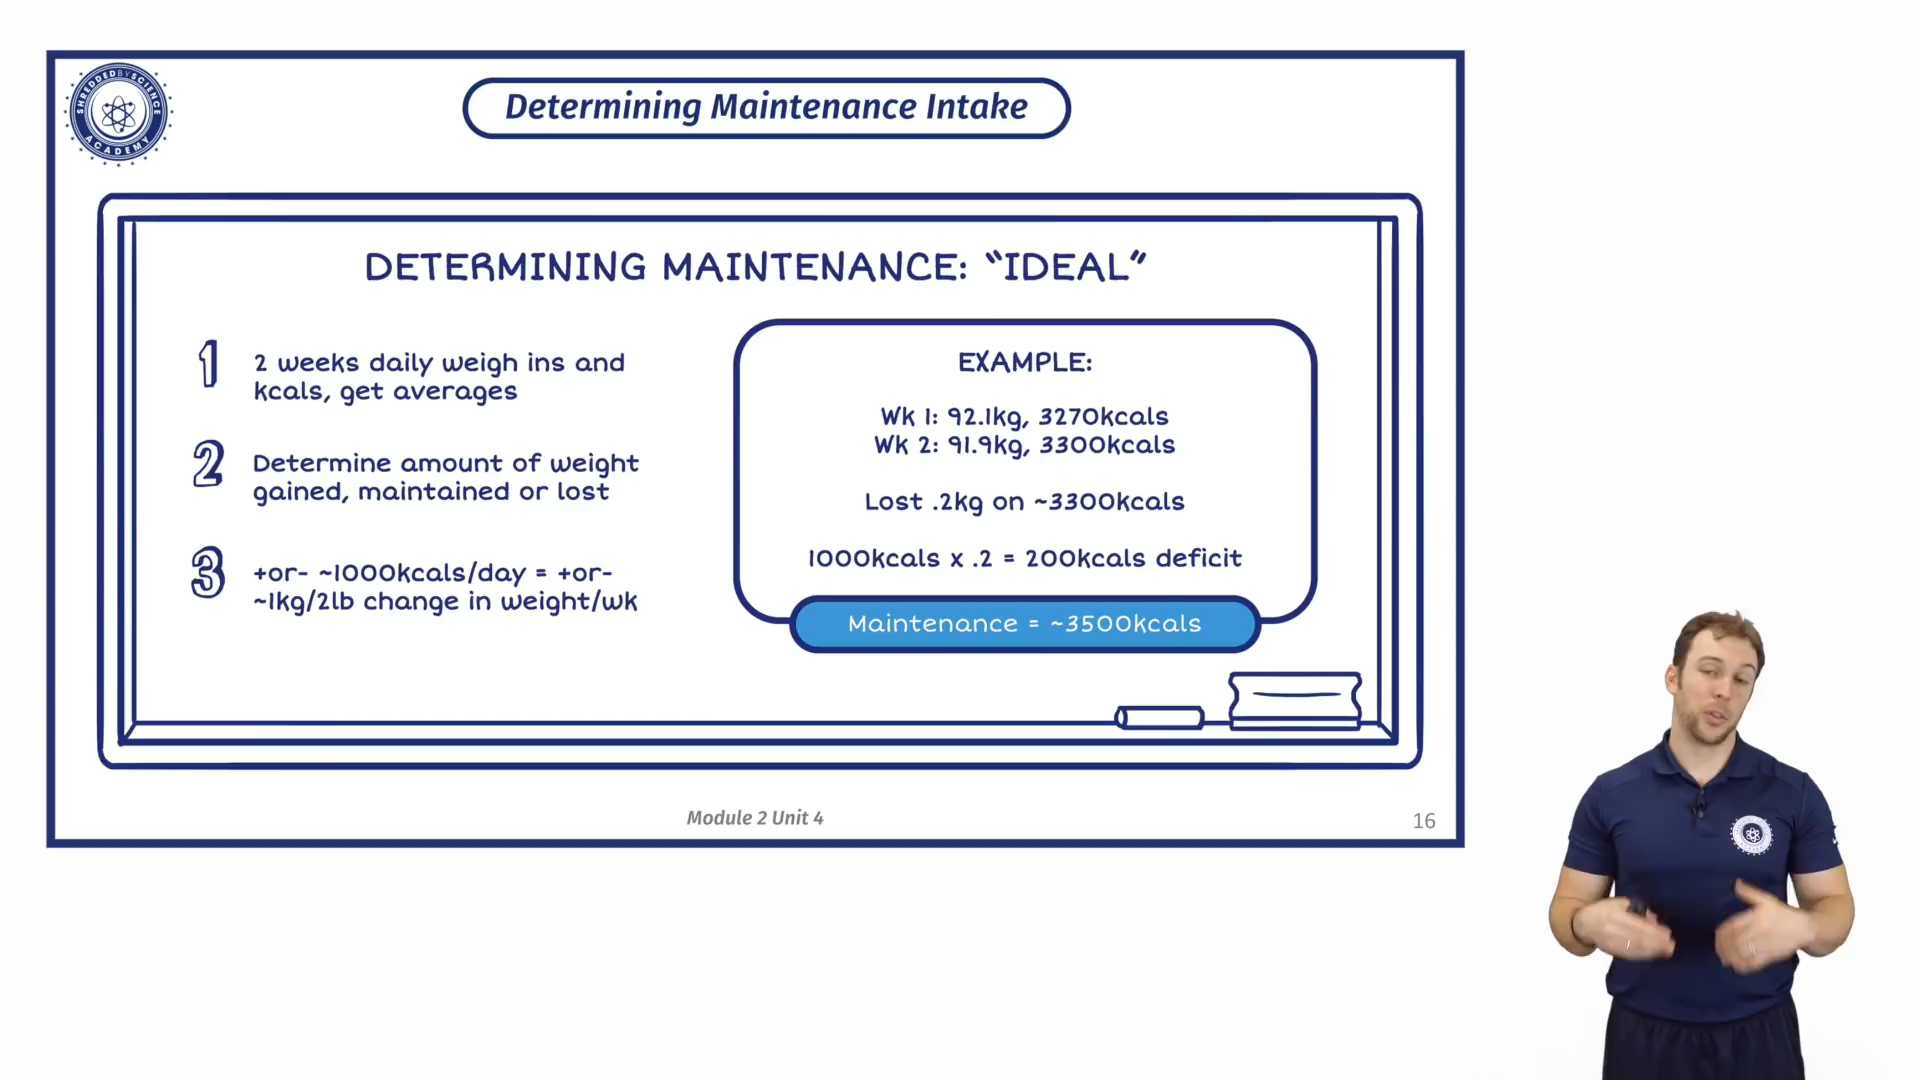 SHREDDEDBYSCIENCE
ACADEMY
Determining Maintenance Intake
DETERMINING MAINTENANCE: “IDEAL”
1
2 weeks daily weigh ins and
kcals, get averages
2
Determine amount of weight
gained, maintained or lost
3
+or- ~1000kcals/day = +or-
~1kg/2lb change in weight/wk
EXAMPLE:
Wk 1: 92.1kg, 3270kcals
Wk 2: 91.9kg, 3300kcals
Lost .2kg on ~3300kcals
1000kcals x .2 = 200kcals deficit
Maintenance = ~3500kcals
Module 2 Unit 4
16